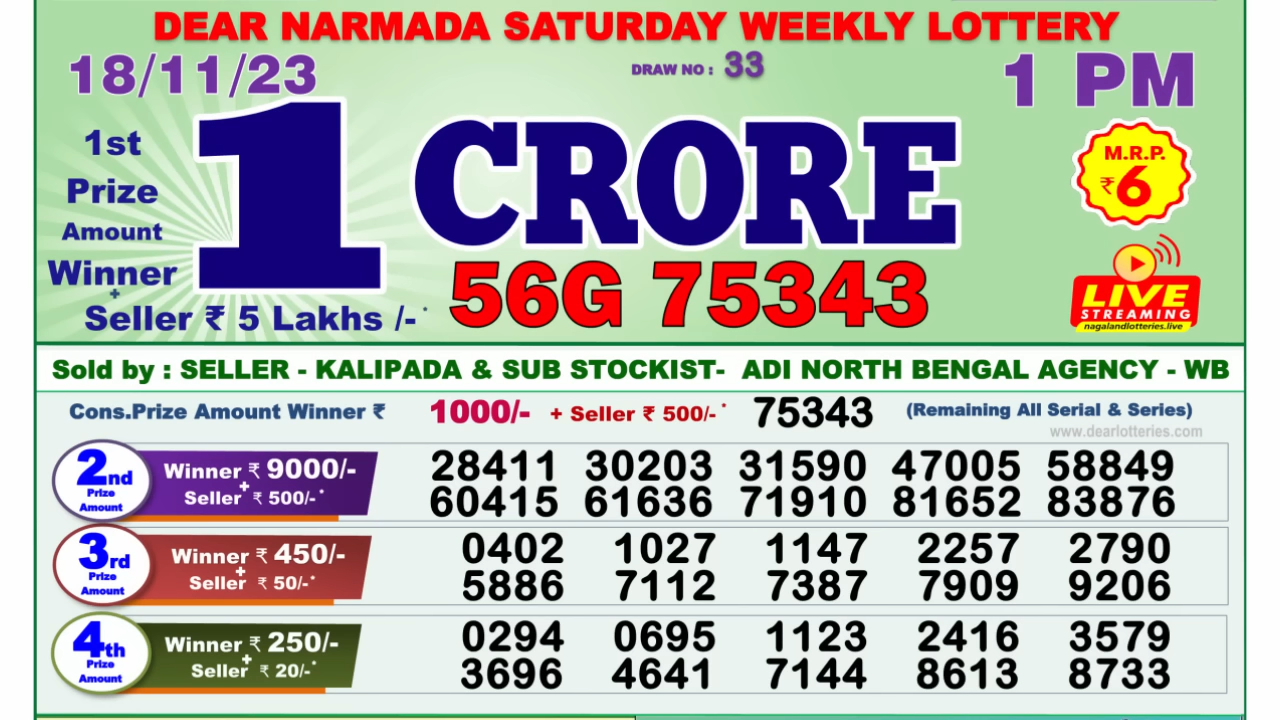 DEAR NARMADA SATURDAY WEEKLY LOTTERY
18/11/23
DRAW NO : 33
1 PM
1st
Prize
Amount
Winner
+
Seller ₹ 5 Lakhs /-*
1 CRORE
56G 75343
M.R.P.
₹6
LIVE
STREAMING
nagalandlotteries.live
Sold by : SELLER - KALIPADA & SUB STOCKIST- ADI NORTH BENGAL AGENCY - WB
Cons.Prize Amount Winner ₹ 1000/- + Seller ₹ 500/-* 75343 (Remaining All Serial & Series)
www.dearlotteries.com
2nd
Prize
Amount
Winner ₹ 9000/-
+
Seller ₹ 500/-*
28411 30203 31590 47005 58849
60415 61636 71910 81652 83876
3rd
Prize
Amount
Winner ₹ 450/-
+
Seller ₹ 50/-*
0402 1027 1147 2257 2790
5886 7112 7387 7909 9206
4th
Prize
Amount
Winner ₹ 250/-
+
Seller ₹ 20/-*
0294 0695 1123 2416 3579
3696 4641 7144 8613 8733